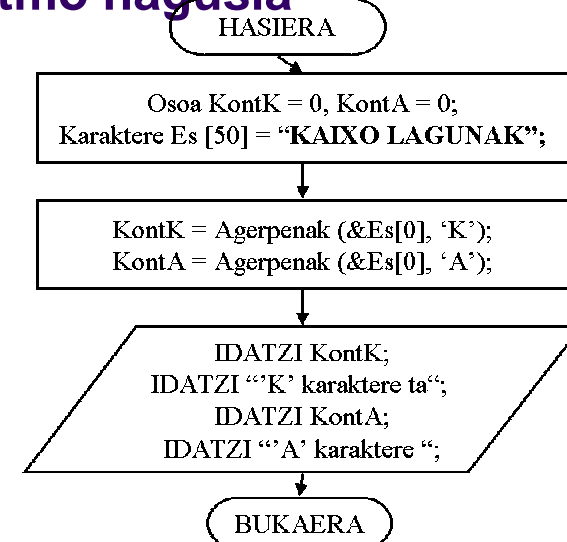 nagusia
HASIERA
Osoa KontK = 0, KontA = 0;
Karaktere Es [50] = “KAIXO LAGUNAK”;
KontK = Agerpenak (&Es[0], ‘K’);
KontA = Agerpenak (&Es[0], ‘A’);
IDATZI KontK;
IDATZI “’K’ karaktere ta“;
IDATZI KontA;
IDATZI “’A’ karaktere “;
BUKAERA